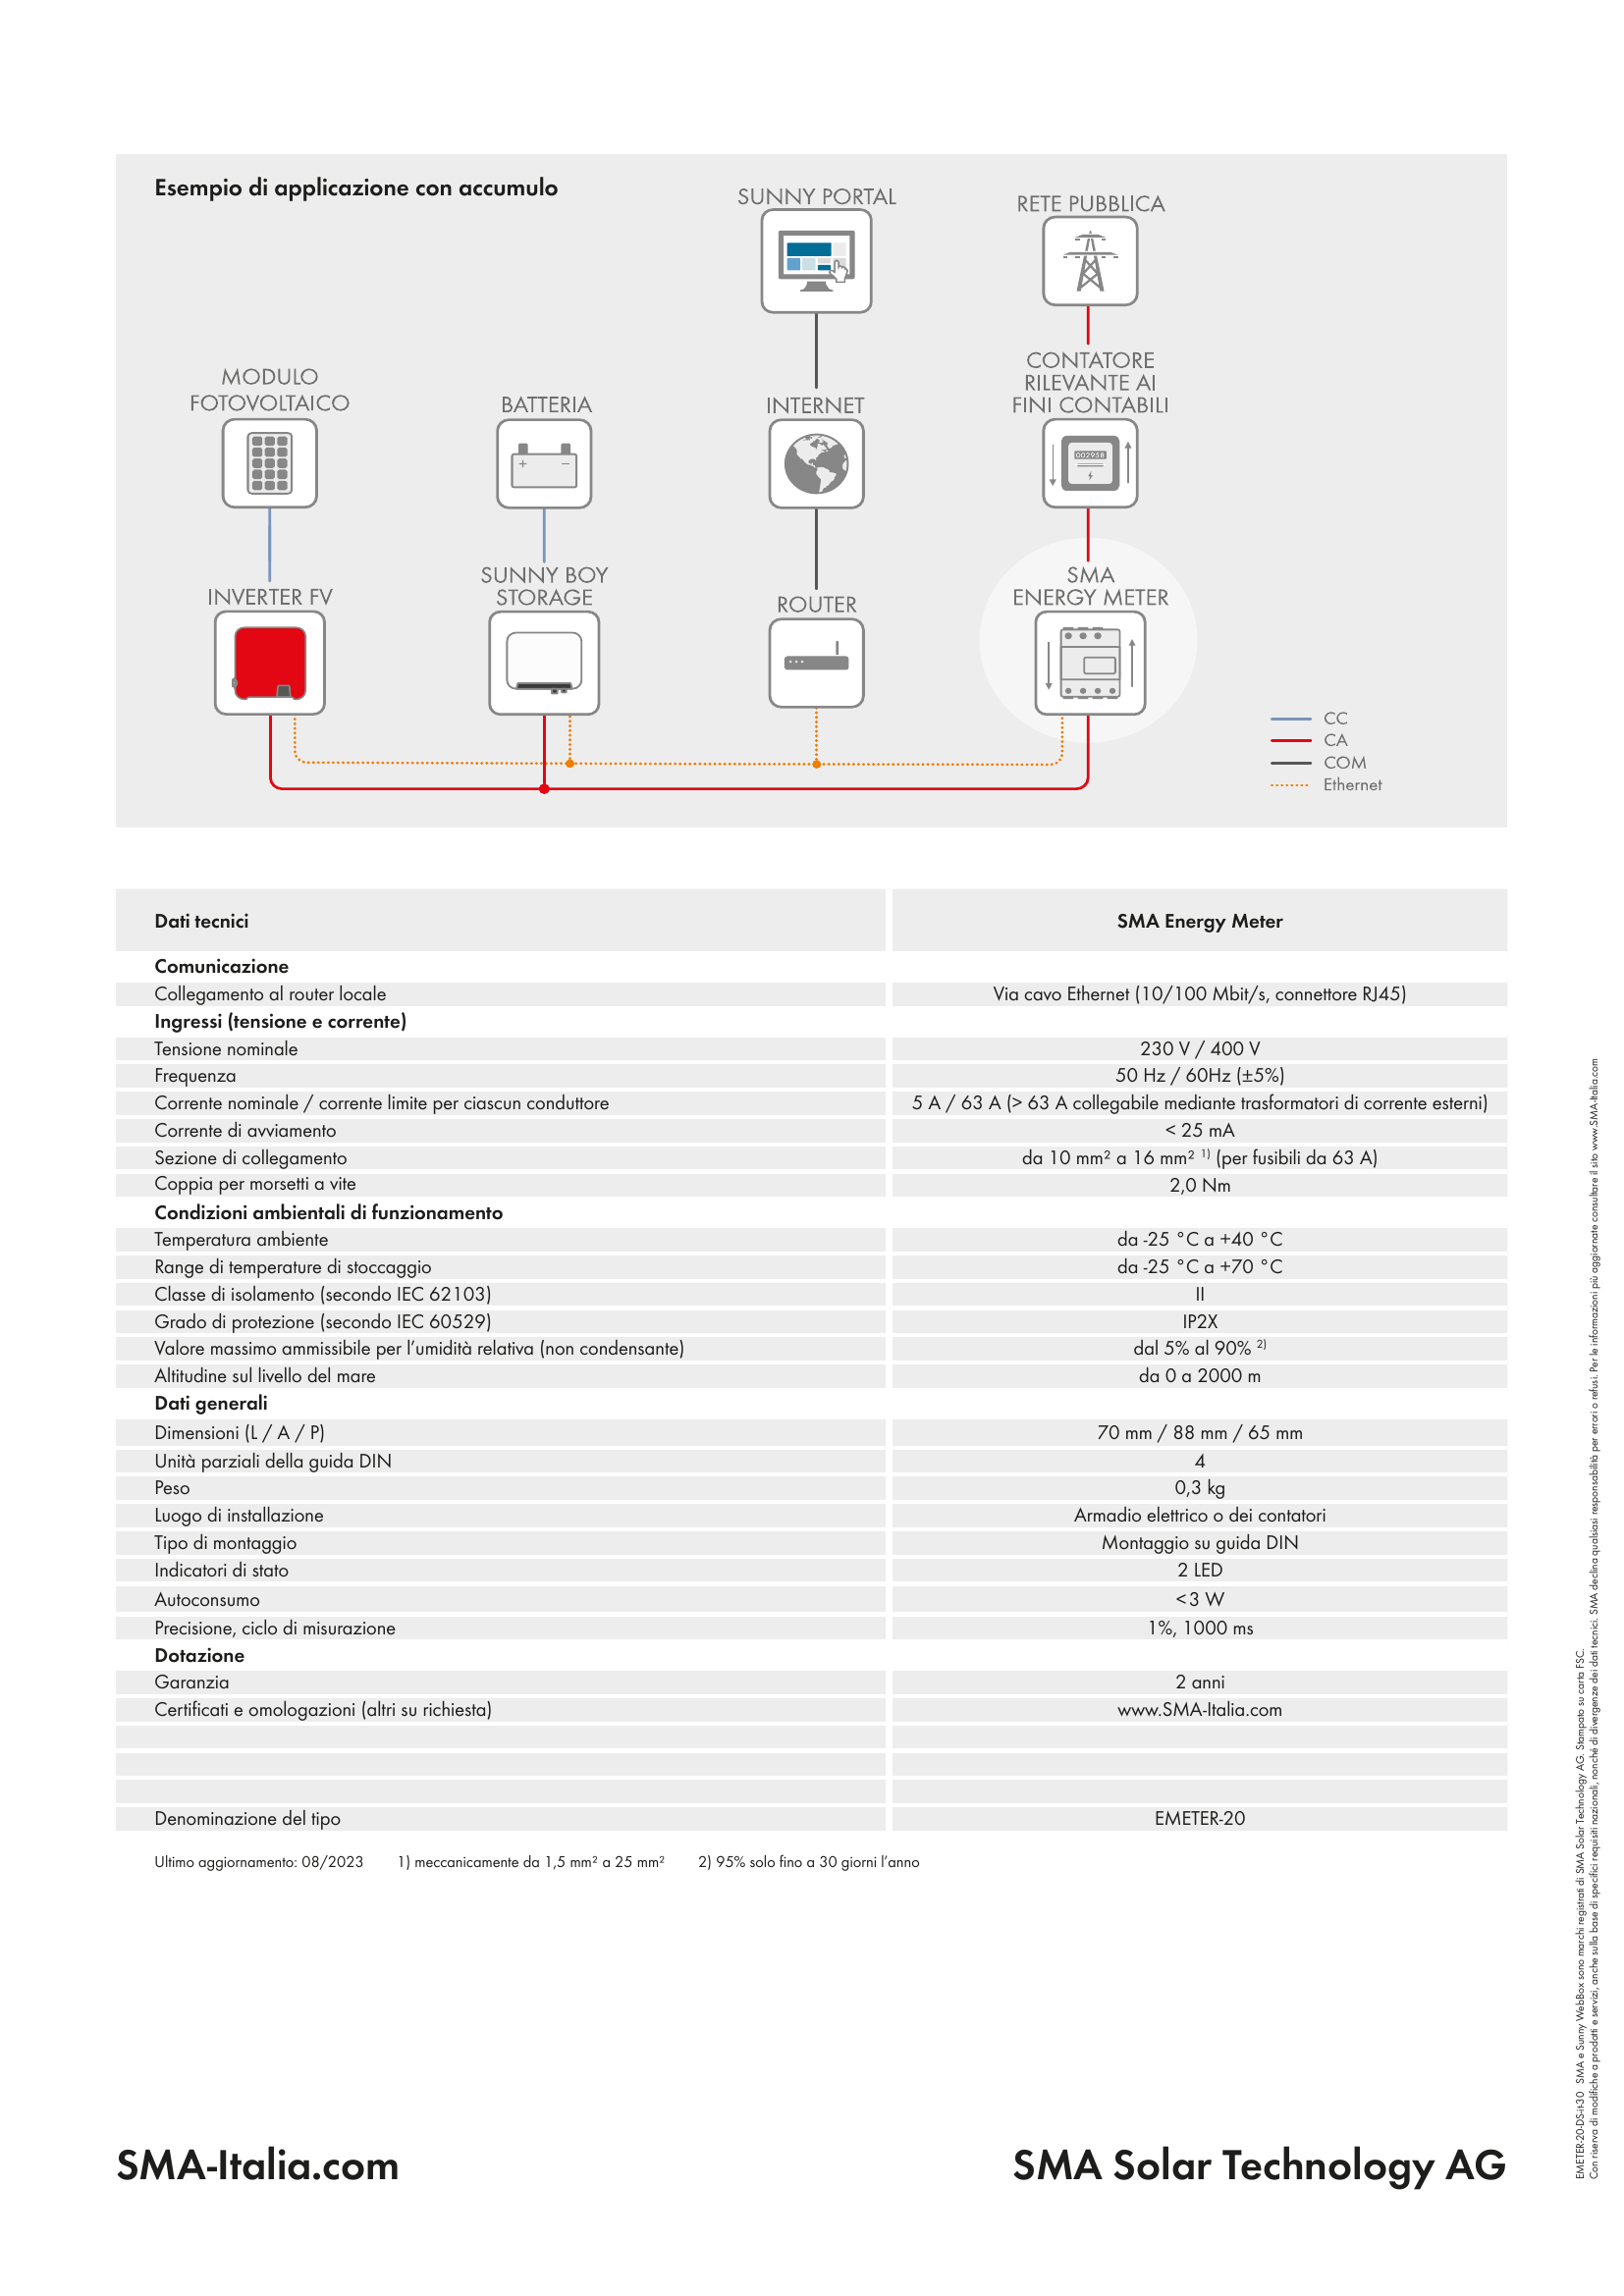 Esempio di applicazione con accumulo
SUNNY PORTAL
RETE PUBBLICA
MODULO
FOTOVOLTAICO
BATTERIA
INTERNET
CONTATORE
RILEVANTE AI
FINI CONTABILI
002958
INVERTER FV
SUNNY BOY
STORAGE
ROUTER
SMA
ENERGY METER
CC
CA
COM
Ethernet
Dati tecnici SMA Energy Meter
Comunicazione
Collegamento al router locale Via cavo Ethernet (10/100 Mbit/s, connettore RJ45)
Ingressi (tensione e corrente)
Tensione nominale 230 V / 400 V
Frequenza 50 Hz / 60Hz (±5%)
Corrente nominale / corrente limite per ciascun conduttore 5 A / 63 A (> 63 A collegabile mediante trasformatori di corrente esterni)
Corrente di avviamento < 25 mA
Sezione di collegamento da 10 mm² a 16 mm² 1) (per fusibili da 63 A)
Coppia per morsetti a vite 2,0 Nm
Condizioni ambientali di funzionamento
Temperatura ambiente da -25 °C a +40 °C
Range di temperature di stoccaggio da -25 °C a +70 °C
Classe di isolamento (secondo IEC 62103) II
Grado di protezione (secondo IEC 60529) IP2X
Valore massimo ammissibile per l'umidità relativa (non condensante) dal 5% al 90% 2)
Altitudine sul livello del mare da 0 a 2000 m
Dati generali
Dimensioni (L / A / P) 70 mm / 88 mm / 65 mm
Unità parziali della guida DIN 4
Peso 0,3 kg
Luogo di installazione Armadio elettrico o dei contatori
Tipo di montaggio Montaggio su guida DIN
Indicatori di stato 2 LED
Autoconsumo <3 W
Precisione, ciclo di misurazione 1%, 1000 ms
Dotazione
Garanzia 2 anni
Certificati e omologazioni (altri su richiesta) www.SMA-Italia.com
Denominazione del tipo EMETER-20
Ultimo aggiornamento: 08/2023 1) meccanicamente da 1,5 mm² a 25 mm² 2) 95% solo fino a 30 giorni l'anno
EMETER-20-DS-it-30 SMA e Sunny WebBox sono marchi registrati di SMA Solar Technology AG. Stampato su carta FSC.
Con riserva di modifiche a prodotti e servizi, anche sulla base di specifici requisiti nazionali, nonché di divergenze dei dati tecnici. SMA declina qualsiasi responsabilità per errori o refusi. Per le informazioni più aggiornate consultare il sito www.SMA-Italia.com
SMA-Italia.com
SMA Solar Technology AG